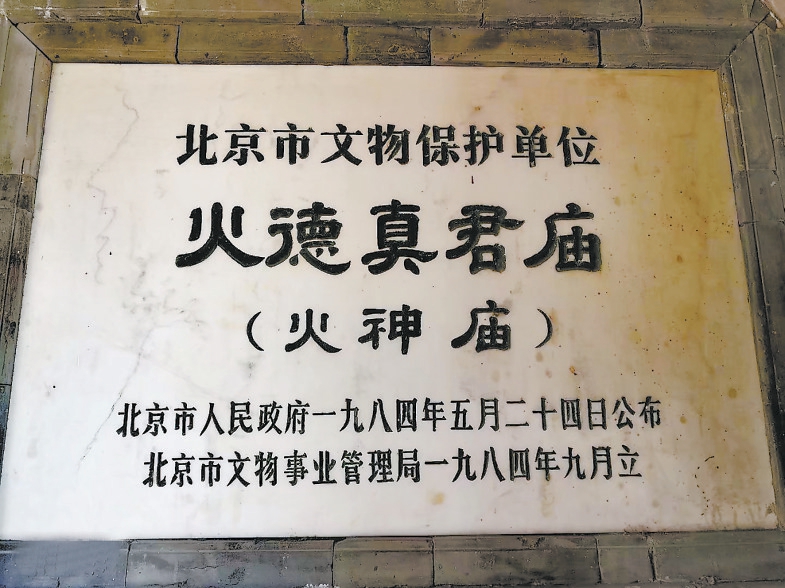 北京市文物保护单位
火德真君庙
（火神庙）
北京市人民政府一九八四年五月二十四日公布
北京市文物事业管理局一九八四年九月立